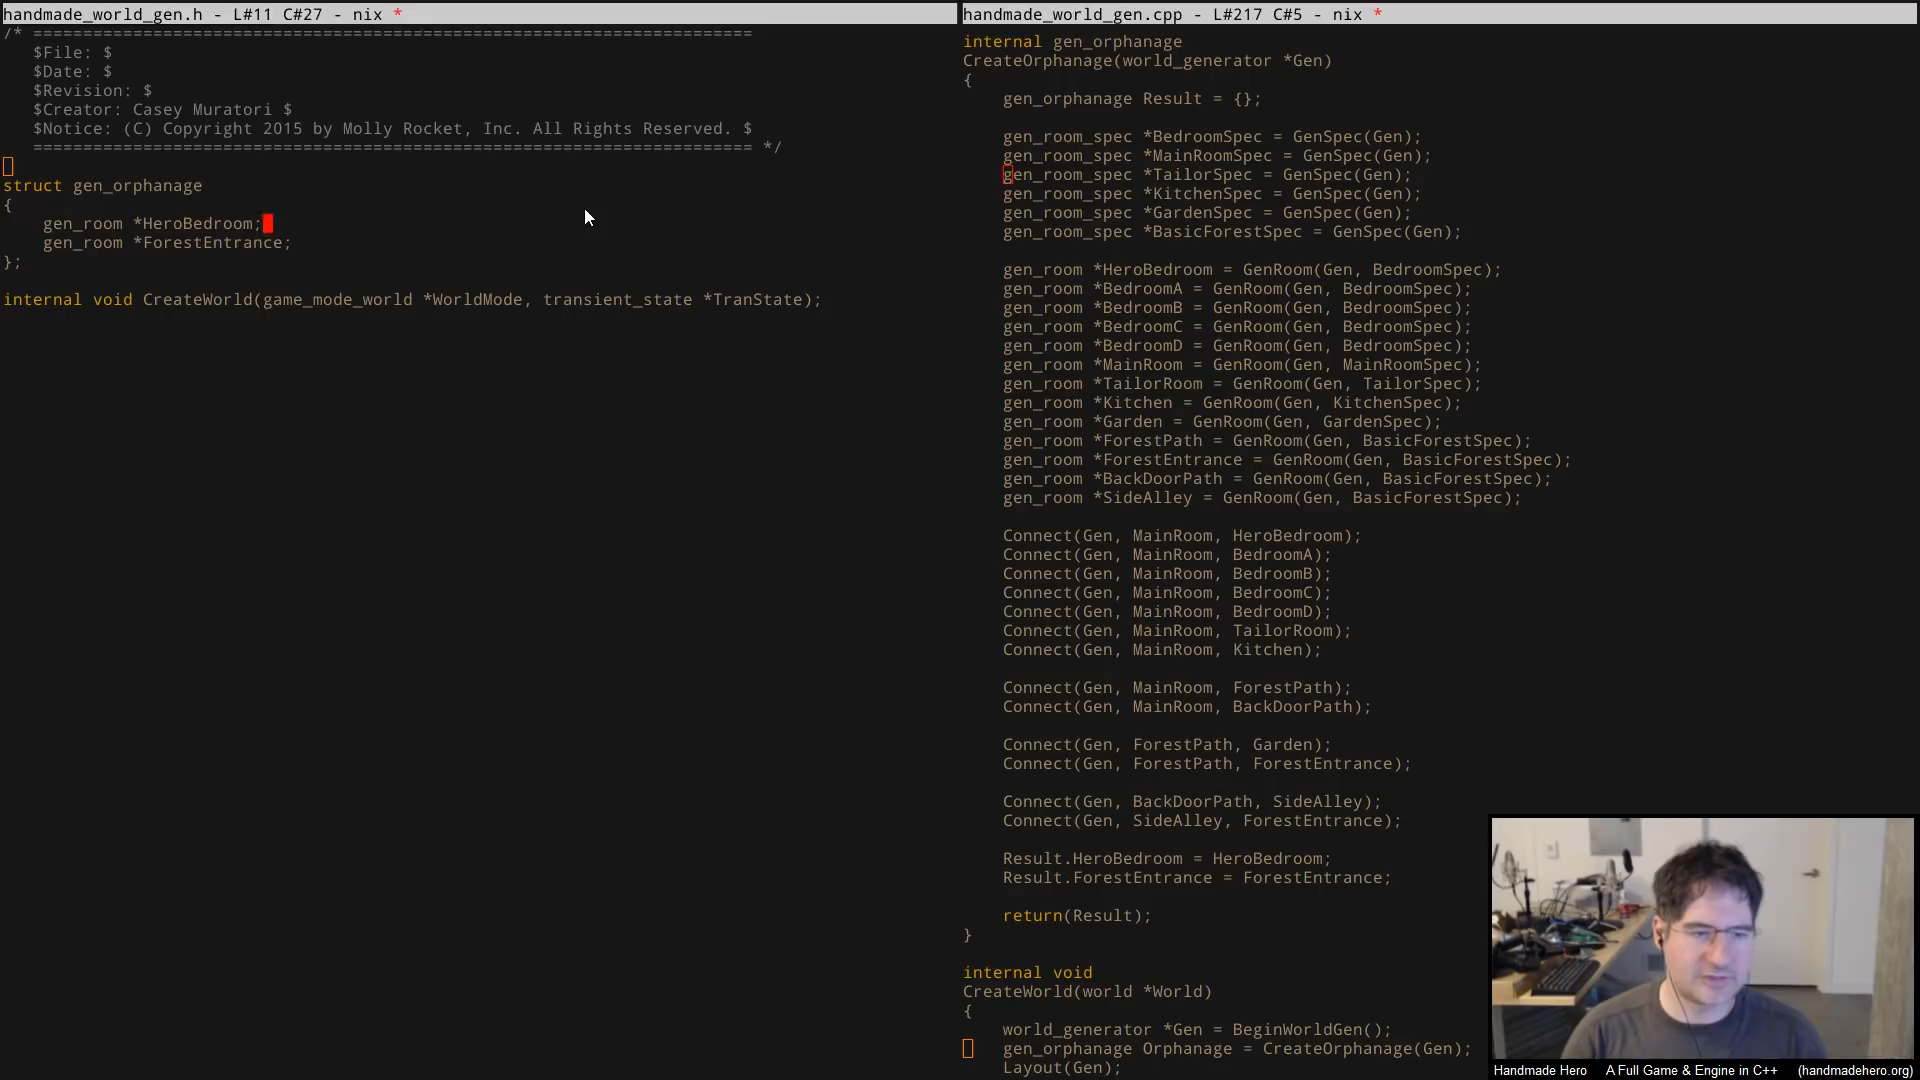 handmade_world_gen.h - L#11 C#27 - nix *
/* ========================================================================
   $File: $
   $Date: $
   $Revision: $
   $Creator: Casey Muratori $
   $Notice: (C) Copyright 2015 by Molly Rocket, Inc. All Rights Reserved. $
   ======================================================================== */
struct gen_orphanage
{
    gen_room *HeroBedroom;
    gen_room *ForestEntrance;
};
internal void CreateWorld(game_mode_world *WorldMode, transient_state *TranState);
handmade_world_gen.cpp - L#217 C#5 - nix *
internal gen_orphanage
CreateOrphanage(world_generator *Gen)
{
    gen_orphanage Result = {};
    gen_room_spec *BedroomSpec = GenSpec(Gen);
    gen_room_spec *MainRoomSpec = GenSpec(Gen);
    gen_room_spec *TailorSpec = GenSpec(Gen);
    gen_room_spec *KitchenSpec = GenSpec(Gen);
    gen_room_spec *GardenSpec = GenSpec(Gen);
    gen_room_spec *BasicForestSpec = GenSpec(Gen);
    gen_room *HeroBedroom = GenRoom(Gen, BedroomSpec);
    gen_room *BedroomA = GenRoom(Gen, BedroomSpec);
    gen_room *BedroomB = GenRoom(Gen, BedroomSpec);
    gen_room *BedroomC = GenRoom(Gen, BedroomSpec);
    gen_room *BedroomD = GenRoom(Gen, BedroomSpec);
    gen_room *MainRoom = GenRoom(Gen, MainRoomSpec);
    gen_room *TailorRoom = GenRoom(Gen, TailorSpec);
    gen_room *Kitchen = GenRoom(Gen, KitchenSpec);
    gen_room *Garden = GenRoom(Gen, GardenSpec);
    gen_room *ForestPath = GenRoom(Gen, BasicForestSpec);
    gen_room *ForestEntrance = GenRoom(Gen, BasicForestSpec);
    gen_room *BackDoorPath = GenRoom(Gen, BasicForestSpec);
    gen_room *SideAlley = GenRoom(Gen, BasicForestSpec);
    Connect(Gen, MainRoom, HeroBedroom);
    Connect(Gen, MainRoom, BedroomA);
    Connect(Gen, MainRoom, BedroomB);
    Connect(Gen, MainRoom, BedroomC);
    Connect(Gen, MainRoom, BedroomD);
    Connect(Gen, MainRoom, TailorRoom);
    Connect(Gen, MainRoom, Kitchen);
    Connect(Gen, MainRoom, ForestPath);
    Connect(Gen, MainRoom, BackDoorPath);
    Connect(Gen, ForestPath, Garden);
    Connect(Gen, ForestPath, ForestEntrance);
    Connect(Gen, BackDoorPath, SideAlley);
    Connect(Gen, SideAlley, ForestEntrance);
    Result.HeroBedroom = HeroBedroom;
    Result.ForestEntrance = ForestEntrance;
    return(Result);
}
internal void
CreateWorld(world *World)
{
    world_generator *Gen = BeginWorldGen();
    gen_orphanage Orphanage = CreateOrphanage(Gen);
    Layout(Gen);
Handmade Hero   A Full Game & Engine in C++   (handmadehero.org)